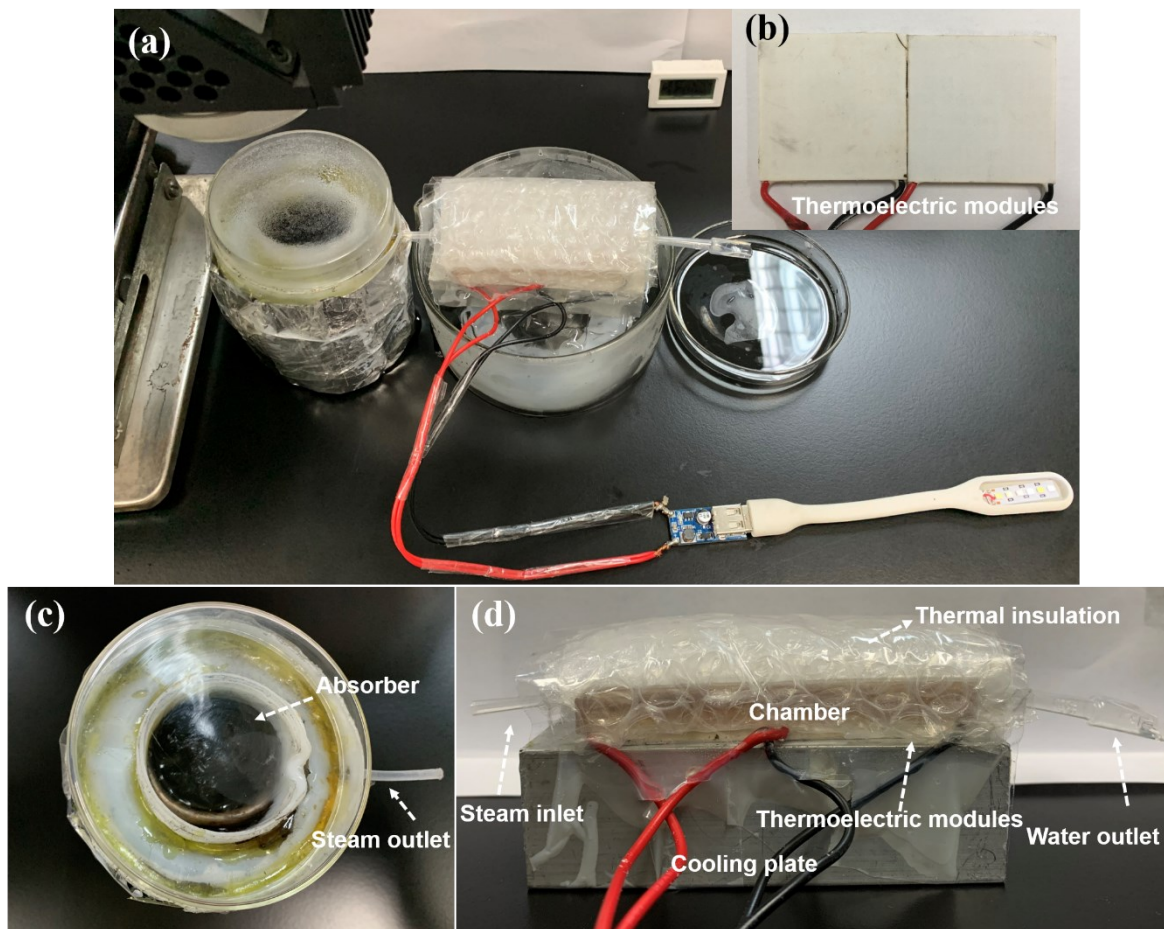 (a)
(b)
Thermoelectric modules
(c)
Absorber
Steam outlet
(d)
Thermal insulation
Chamber
Steam inlet
Thermoelectric modules
Water outlet
Cooling plate